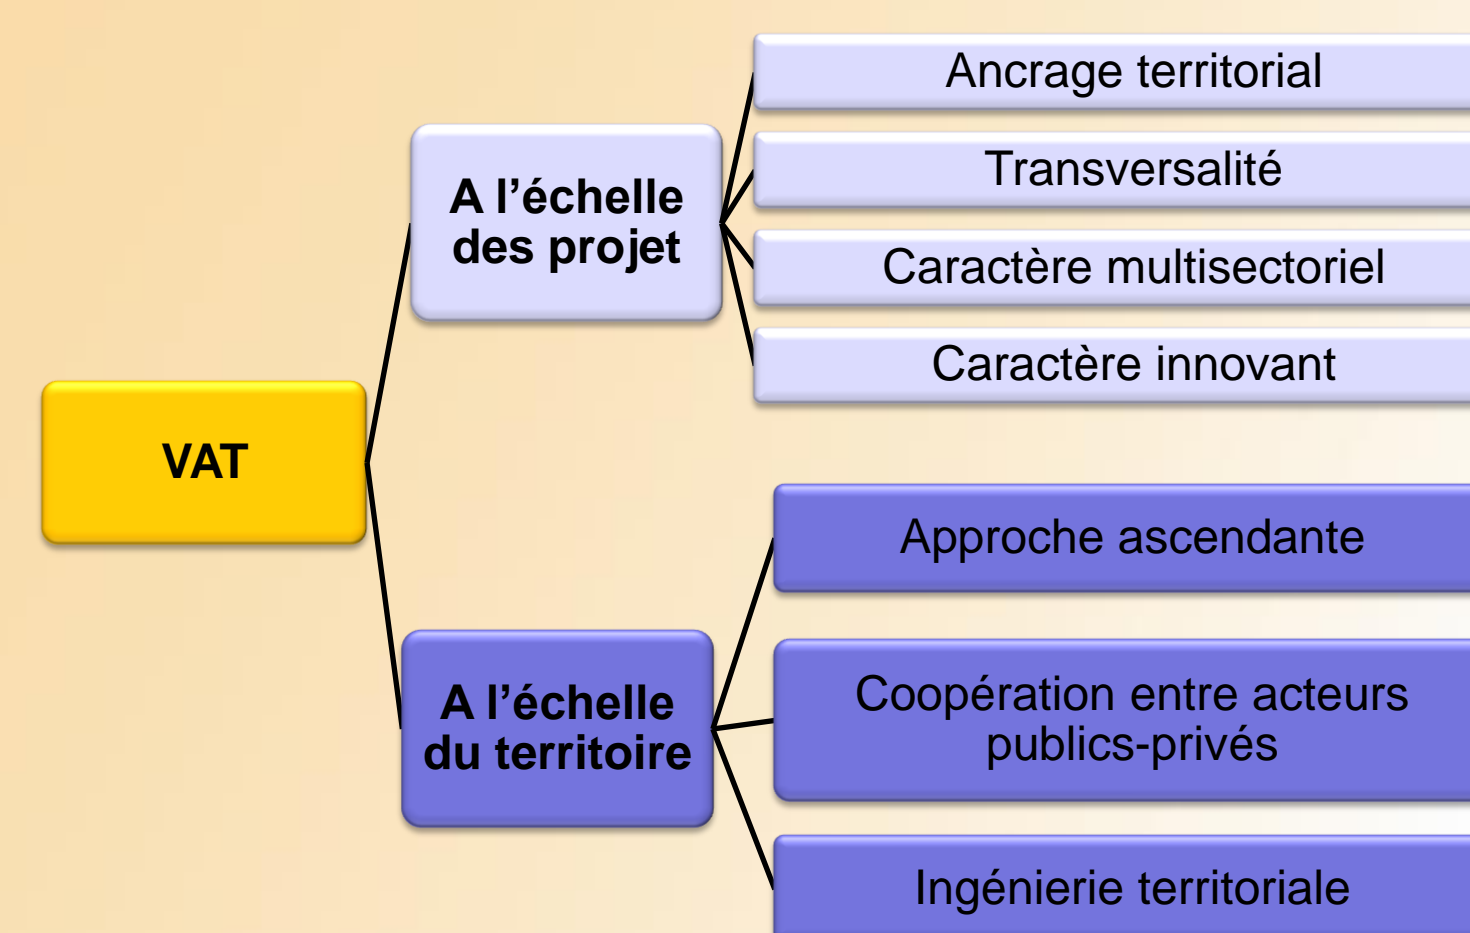 VAT
A l’échelle
des projet
Ancrage territorial
Transversalité
Caractère multisectoriel
Caractère innovant
A l’échelle
du territoire
Approche ascendante
Coopération entre acteurs
publics-privés
Ingénierie territoriale